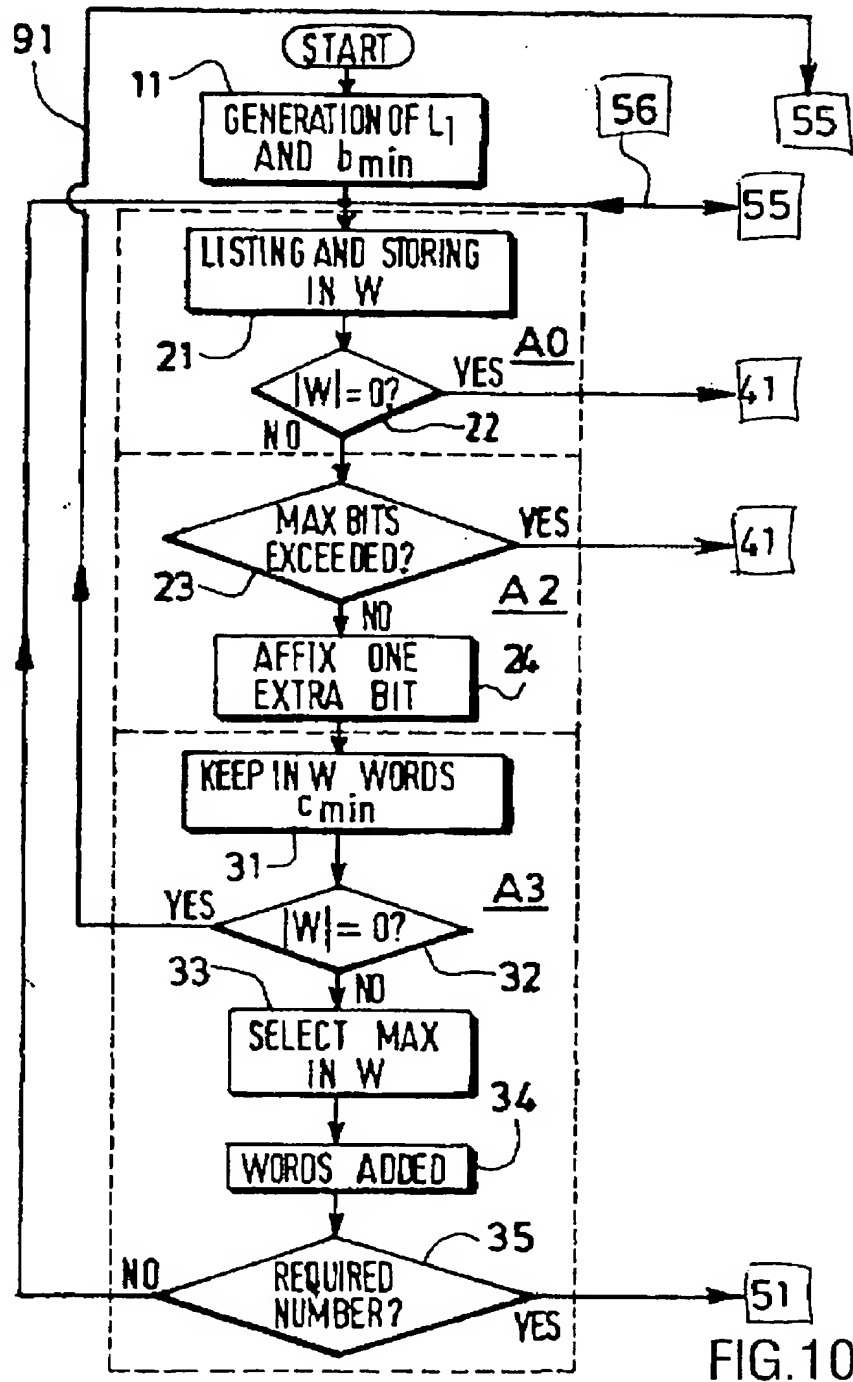 91
START
11
GENERATION OF L1
AND bmin
56
55
55
LISTING AND STORING
IN W
21
A0
|W|=0?
YES
41
22
NO
MAX BITS
EXCEEDED?
YES
41
23
A2
NO
AFFIX ONE
EXTRA BIT
24
KEEP IN W WORDS
cmin
31
A3
YES
|W|=0?
32
33
NO
SELECT MAX
IN W
34
WORDS ADDED
35
NO
REQUIRED
NUMBER?
YES
51
FIG.10